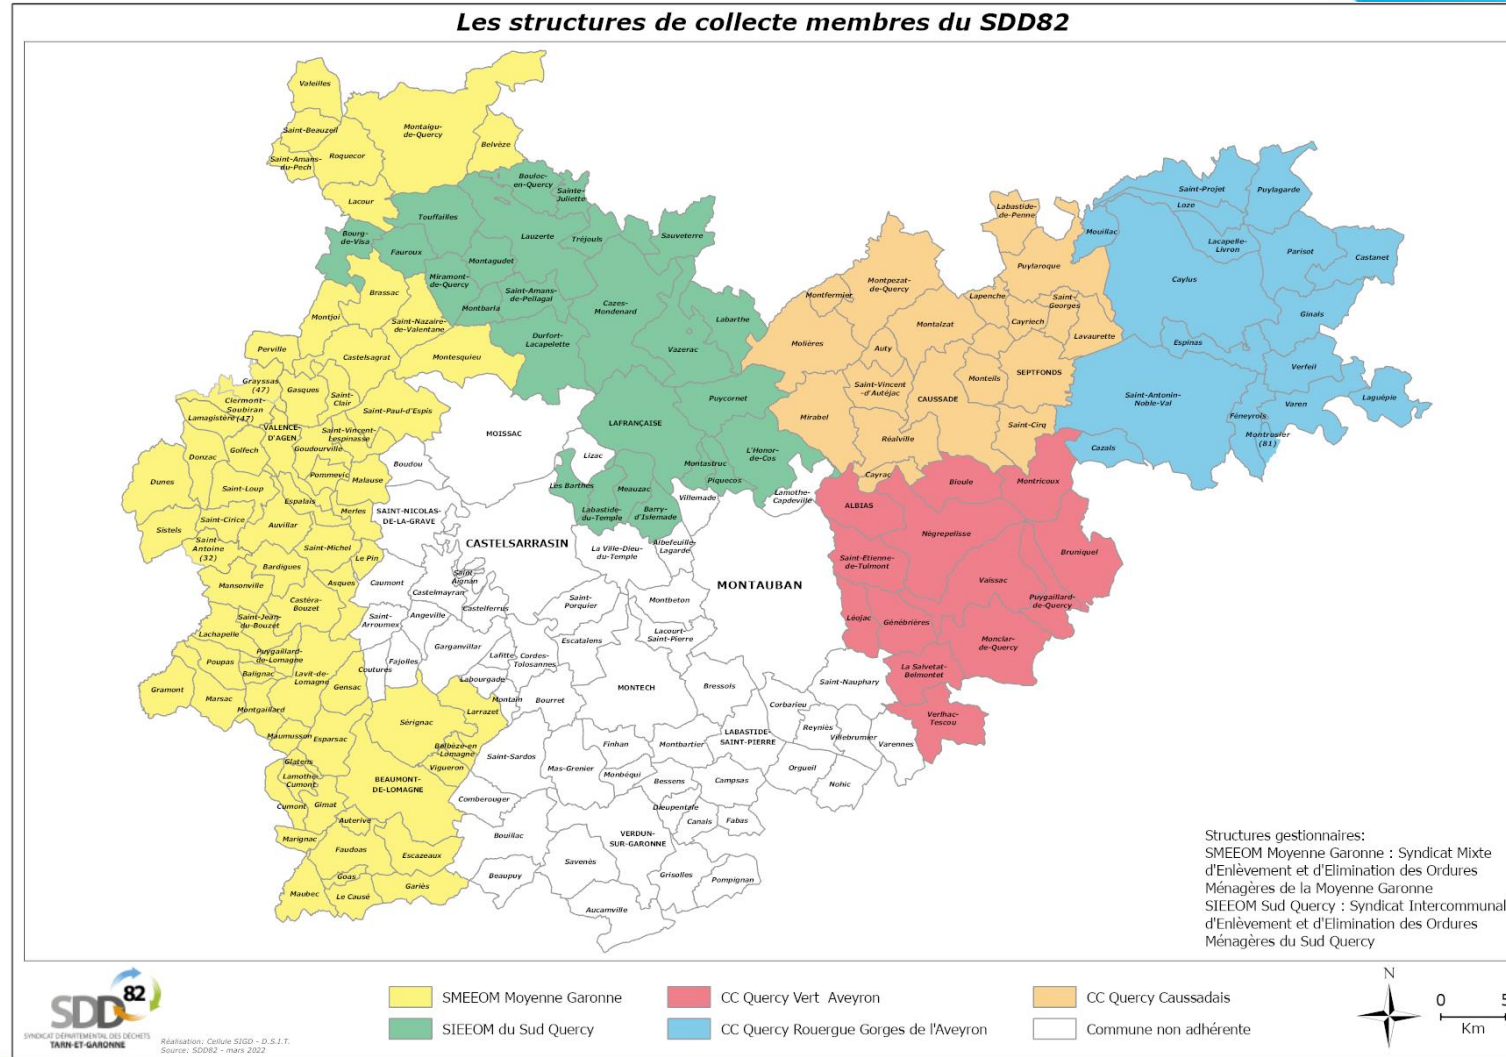 Les structures de collecte membres du SDD82
Valeilles
Saint-Beauzeil
Saint-Amans-
du-Pech
Roquecor
Montaigu-
de-Quercy
Belvèze
Lacour
Bourg-
de-Visa
Touffailles
Fauroux
Bouloc-
en-Quercy
Sainte-
Juliette
Lauzerte
Tréjouls
Sauveterre
Montagudet
Miramont-
de-Quercy
Saint-Amans-
de-Pellagal
Montbarla
Cazes-
Mondenard
Labarthe
Durfort-
Lacapelette
Vazerac
Puycornet
LAFRANÇAISE
L'Honor-
de-Cos
Montastruc
Piquecos
Meauzac
Les Barthes
Labastide-
du-Temple
Barry-
d'Islemade
Brassac
Montjoi
Saint-Nazaire-
de-Valentane
Perville
Castelsagrat
Montesquieu
Grayssas
(47)
Clermont-
Soubiran
(47)
Gasques
Saint-
Clair
Saint-Paul-d'Espis
Lamagistère
VALENCE-
D'AGEN
Saint-Vincent-
Lespinasse
Goudourville
Golfech
Donzac
Pommevic
Malause
Dunes
Saint-Loup
Espalais
Merles
Sistels
Saint-Cirice
Auvillar
Saint-
Antoine
(32)
Saint-Michel
Le Pin
Bardigues
Mansonville
Asques
Castéra-
Bouzet
Saint-Jean-
du-Bouzet
Lachapelle
Puygaillard-
de-Lomagne
Poupas
Balignac
Lavit-de-
Lomagne
Gensac
Gramont
Marsac
Montgaillard
Maumusson
Esparsac
Sérignac
Larrazet
Belbèze-en-
Lomagne
Vigueron
Glatens
Lamothe-
Cumont
BEAUMONT-
DE-LOMAGNE
Cumont
Gimat
Auterive
Marignac
Faudoas
Escazeaux
Goas
Maubec
Le Causé
Gariès
MOISSAC
Boudou
Lizac
SAINT-NICOLAS-
DE-LA-GRAVE
CASTELSARRASIN
Villemade
Lamothe-
Capdeville
Albefeuille-
Lagarde
La Ville-Dieu-
du-Temple
MONTAUBAN
Saint-
Aignan
Caumont
Castelmayran
Castelferrus
Saint-
Porquier
Montbeton
Saint-
Arroumex
Angeville
Garganvillar
Escatalens
Lacourt-
Saint-Pierre
Coutures
Fajolles
Lafitte
Cordes-
Tolosannes
Labourgade
Montain
Bourret
MONTECH
Bressols
Saint-Nauphary
Corbarieu
Reyniès
Villebrumier
Varennes
Saint-Sardos
Finhan
Montbartier
LABASTIDE-
SAINT-PIERRE
Mas-Grenier
Monbéqui
Bessens
Campsas
Orgueil
Nohic
Comberouger
Dieupentale
Canals
Fabas
Bouillac
VERDUN-
SUR-GARONNE
Beaupuy
Savenès
Grisolles
Pompignan
Aucamville
Labastide-
de-Penne
Puylaroque
Montpezat-
de-Quercy
Montfermier
Lapenche
Saint-
Georges
Cayriech
Montalzat
Lavaurette
Molières
Auty
SEPTFONDS
Monteils
Saint-Vincent
-d'Autéjac
CAUSSADE
Mirabel
Réalville
Saint-Cirq
Cayrac
Mouillac
Saint-Projet
Loze
Puylagarde
Lacapelle-
Livron
Parisot
Castanet
Caylus
Ginals
Espinas
Verfeil
Saint-Antonin-
Noble-Val
Varen
Laguépie
Féneyrols
Montrosier
(81)
Cazals
ALBIAS
Bioule
Montricoux
Nègrepelisse
Bruniquel
Saint-Etienne-
de-Tulmont
Vaissac
Puygaillard-
de-Quercy
Léojac
Génébrières
Monclar-
de-Quercy
La Salvetat-
Belmontet
Verlhac-
Tescou
Structures gestionnaires:
SMEEOM Moyenne Garonne : Syndicat Mixte
d'Enlèvement et d'Elimination des Ordures
Ménagères de la Moyenne Garonne
SIEEOM Sud Quercy : Syndicat Intercommunal
d'Enlèvement et d'Elimination des Ordures
Ménagères du Sud Quercy
SDD 82
SYNDICAT DÉPARTEMENTAL DES DÉCHETS
TARN-ET-GARONNE
Réalisation: Cellule SIGD - D.S.I.T.
Source: SDD82 - mars 2022
SMEEOM Moyenne Garonne
SIEEOM du Sud Quercy
CC Quercy Vert Aveyron
CC Quercy Rouergue Gorges de l'Aveyron
CC Quercy Caussadais
Commune non adhérente
N
0 5
Km